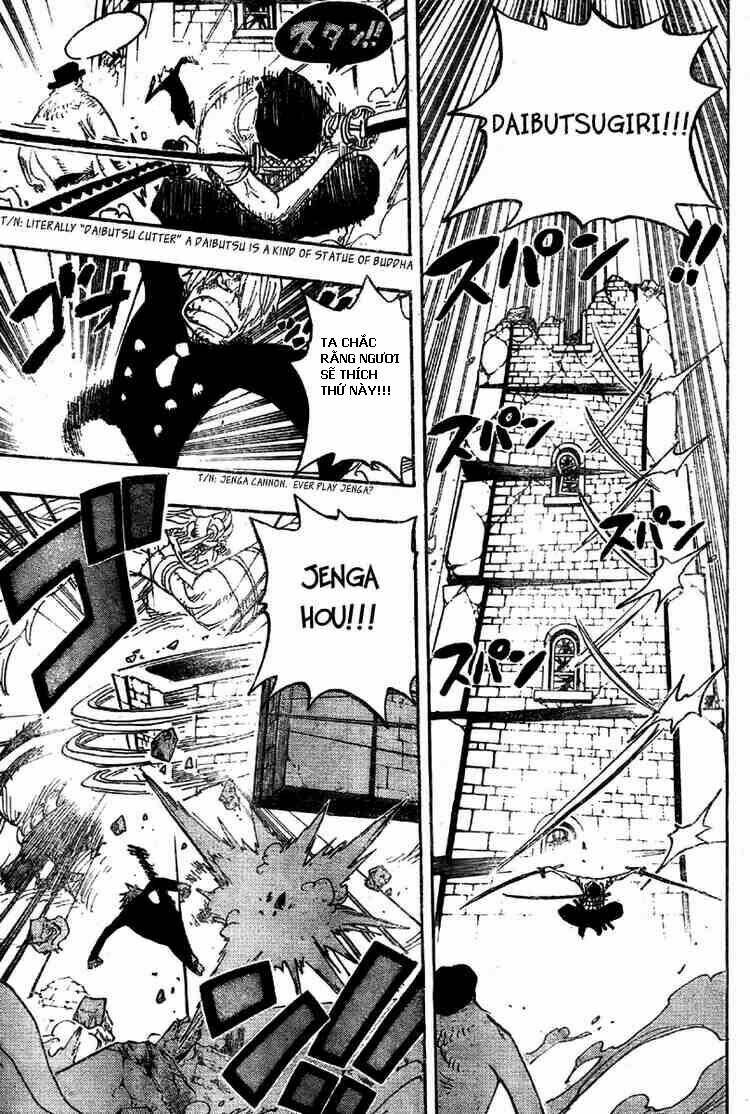 DAIBUTSUGIRI!!!
スパン!!
スパン
スパン
スパン
スタン!!
T/N: LITERALLY "DAIBUTSU CUTTER" A DAIBUTSU IS A KIND OF STATUE OF BUDDHA
ゴォ
TA CHẮC
RẰNG NGƯƠI
SẼ THÍCH
THỨ NÀY!!!
T/N: JENGA CANNON. EVER PLAY JENGA?
JENGA
HOU!!!